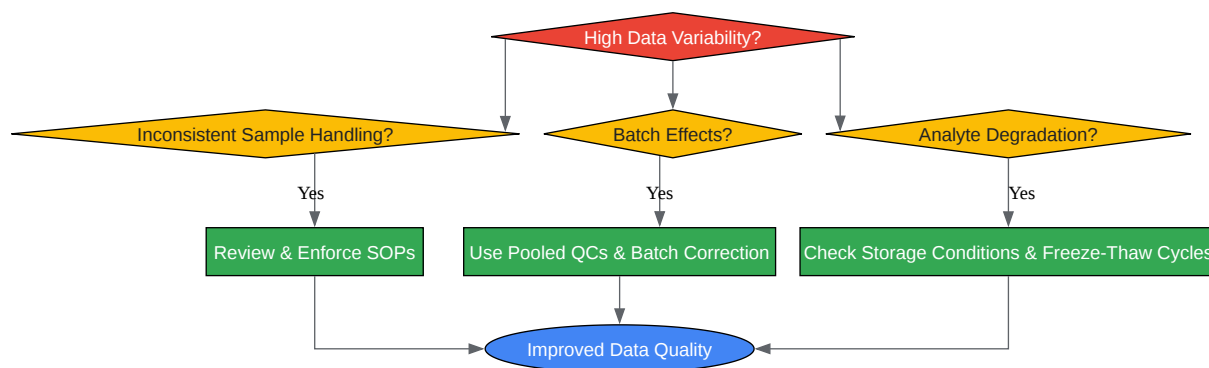 High Data Variability?
Inconsistent Sample Handling?
Batch Effects?
Analyte Degradation?
Yes
Yes
Yes
Review & Enforce SOPs
Use Pooled QCs & Batch Correction
Check Storage Conditions & Freeze-Thaw Cycles
Improved Data Quality